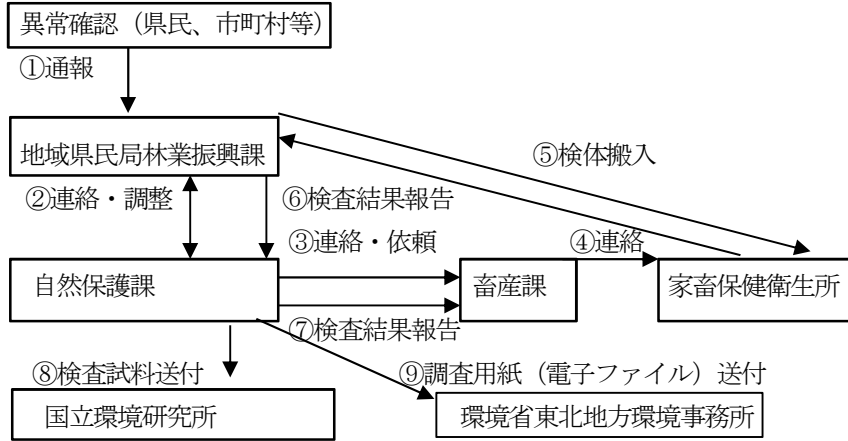 異常確認（県民、市町村等）
①通報
地域県民局林業振興課
⑤検体搬入
②連絡・調整
⑥検査結果報告
③連絡・依頼
④連絡
自然保護課
畜産課
家畜保健衛生所
⑦検査結果報告
⑧検査試料送付
⑨調査用紙（電子ファイル）送付
国立環境研究所
環境省東北地方環境事務所